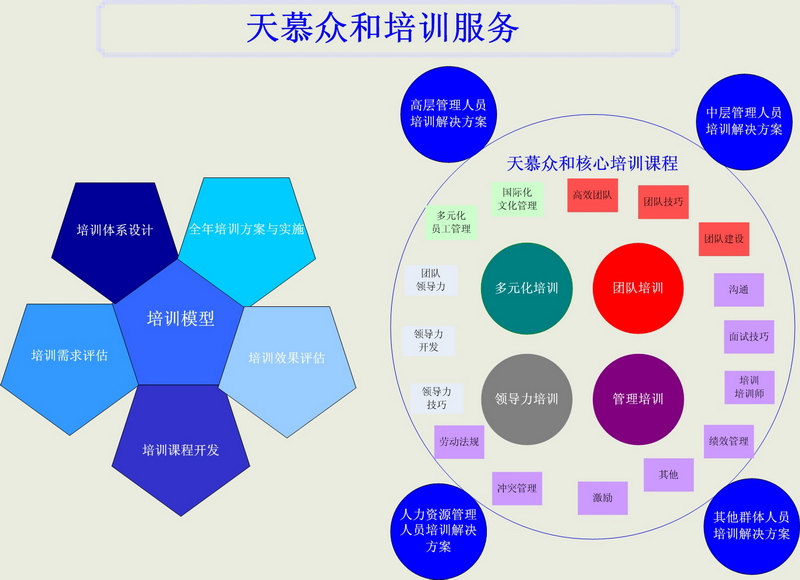 天慕众和培训服务
培训体系设计
全年培训方案与实施
培训模型
培训需求评估
培训效果评估
培训课程开发
高层管理人员
培训解决方案
中层管理人员
培训解决方案
天慕众和核心培训课程
国际化
文化管理
高效团队
团队技巧
多元化
员工管理
团队建设
团队
领导力
多元化培训
团队培训
沟通
领导力
开发
面试技巧
领导力
技巧
领导力培训
管理培训
培训
培训师
劳动法规
绩效管理
冲突管理
激励
其他
人力资源管理
人员培训解决
方案
其他群体人员
培训解决方案